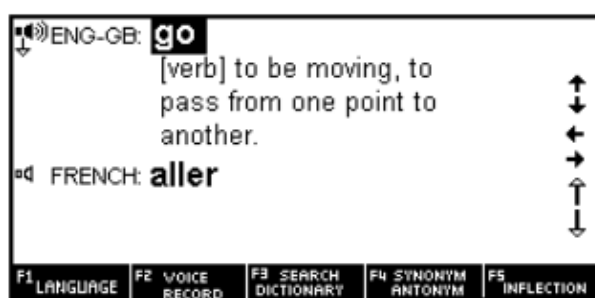 ENG-GB: go
[verb] to be moving, to
pass from one point to
another.
FRENCH: aller
F1 LANGUAGE F2 VOICE RECORD F3 SEARCH DICTIONARY F4 SYNONYM ANTONYM F5 INFLECTION